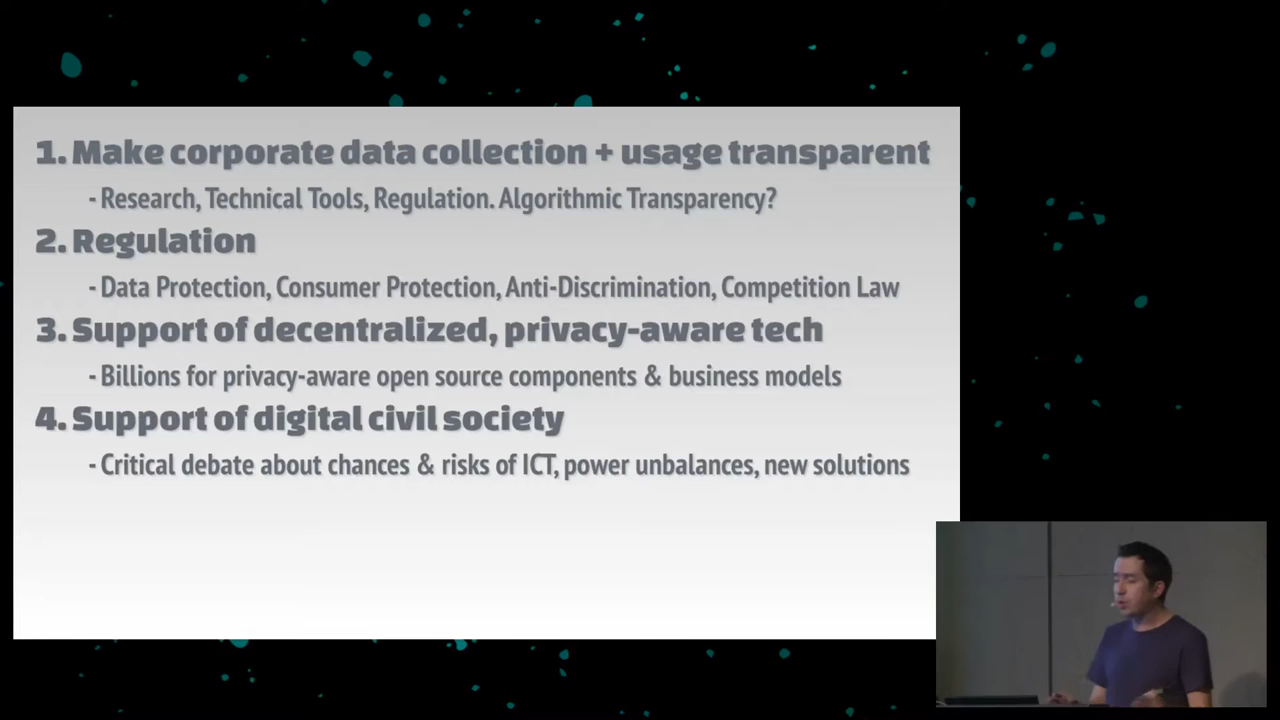 1. Make corporate data collection + usage transparent
- Research, Technical Tools, Regulation. Algorithmic Transparency?
2. Regulation
- Data Protection, Consumer Protection, Anti-Discrimination, Competition Law
3. Support of decentralized, privacy-aware tech
- Billions for privacy-aware open source components & business models
4. Support of digital civil society
- Critical debate about chances & risks of ICT, power unbalances, new solutions